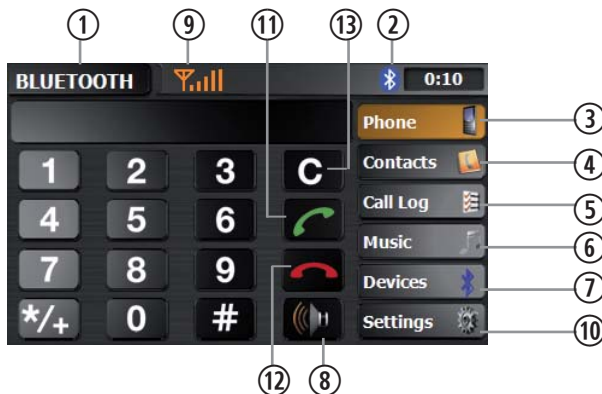 1 9 11 13 2
BLUETOOTH 0:10
Phone 3
1 2 3 C Contacts 4
4 5 6 Call Log 5
Music 6
7 8 9 Devices 7
*/+ 0 # Settings 10
12 8